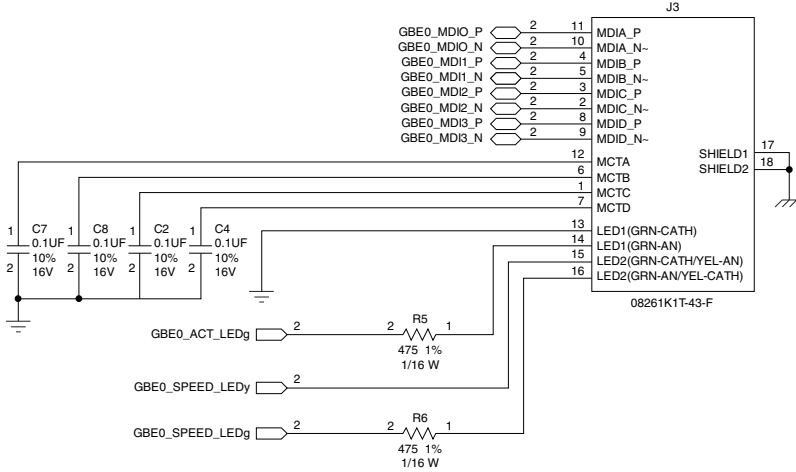 J3
GBE0_MDI0_P 2 11 MDIA_P
GBE0_MDI0_N 2 10 MDIA_N~
GBE0_MDI1_P 2 4 MDIB_P
GBE0_MDI1_N 2 5 MDIB_N~
GBE0_MDI2_P 2 3 MDIC_P
GBE0_MDI2_N 2 2 MDIC_N~
GBE0_MDI3_P 2 8 MDID_P
GBE0_MDI3_N 2 9 MDID_N~
SHIELD1 17
SHIELD2 18
12 MCTA
6 MCTB
1 MCTC
7 MCTD
13 LED1(GRN-CATH)
14 LED1(GRN-AN)
15 LED2(GRN-CATH/YEL-AN)
16 LED2(GRN-AN/YEL-CATH)
08261K1T-43-F
1 C7 1 C8 1 C2 1 C4
0.1UF 0.1UF 0.1UF 0.1UF
10% 10% 10% 10%
2 16V 2 16V 2 16V 2 16V
R5
GBE0_ACT_LEDg 2 2 1
475 1%
1/16 W
GBE0_SPEED_LEDy 2
R6
GBE0_SPEED_LEDg 2 2 1
475 1%
1/16 W